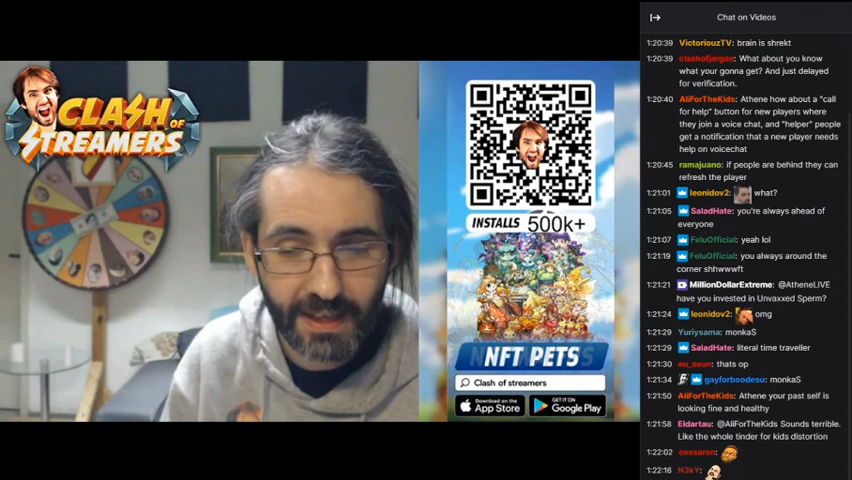 CLASH
OF
STREAMERS
INSTALLS 500k+
NFT PETS
Clash of streamers
Download on the
App Store
GET IT ON
Google Play
Chat on Videos
1:20:39 VictoriouzTV: brain is shrekt
1:20:39 clashofjargon: What about you know
what your gonna get? And just delayed
for verification.
1:20:40 AliForTheKids: Athene how about a "call
for help" button for new players where
they join a voice chat, and "helper" people
get a notification that a new player needs
help on voicechat
1:20:45 ramajuano: if people are behind they can
refresh the player
1:21:01 leonidov2: what?
1:21:05 SaladHate: you're always ahead of
everyone
1:21:07 FeluOfficial: yeah lol
1:21:19 FeluOfficial: you always around the
corner shhwwwft
1:21:21 MillionDollarExtreme: @AtheneLIVE
have you invested in Unvaxxed Sperm?
1:21:24 leonidov2: omg
1:21:29 Yuriysama: monkaS
1:21:29 SaladHate: literal time traveller
1:21:30 eu_seun: thats op
1:21:34 gayforboodesu: monkaS
1:21:50 AliForTheKids: Athene your past self is
looking fine and healthy
1:21:58 Eldartau: @AliForTheKids Sounds terrible.
Like the whole tinder for kids distortion
1:22:02 cessaron:
1:22:16 N3kY: